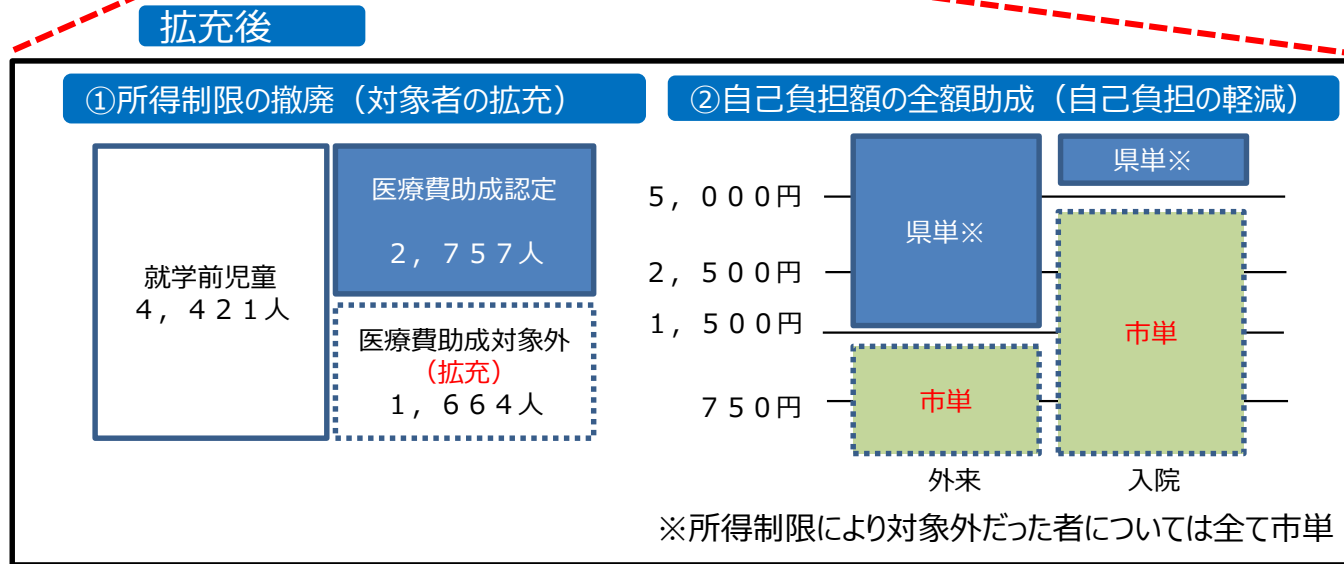 拡充後
①所得制限の撤廃（対象者の拡充）
就学前児童
４，４２１人
医療費助成認定
２，７５７人
医療費助成対象外
（拡充）
１，６６４人
②自己負担額の全額助成（自己負担の軽減）
５，０００円
２，５００円
１，５００円
７５０円
県単※
市単
県単※
市単
外来
入院
※所得制限により対象外だった者については全て市単